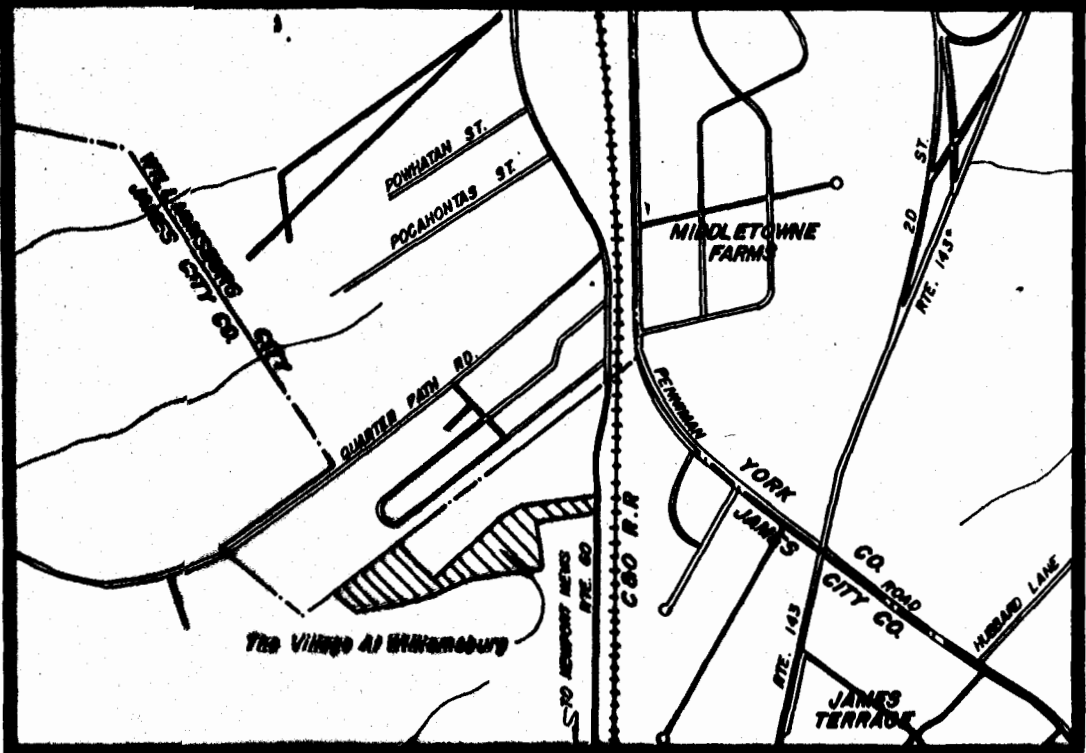 POWHATAN ST.
POCAHONTAS ST.
WILLIAMSBURG CITY
JAMES CITY CO.
QUARTER PATH RD.
MIDDLETOWNE
FARMS
2D ST.
RTE. 143
PENNIMAN ROAD
YORK CO.
JAMES CITY CO.
C&O R.R
TO NEWPORT NEWS
RTE. 60
The Village At Williamsburg
RTE. 143
HUBBARD LANE
JAMES
TERRACE